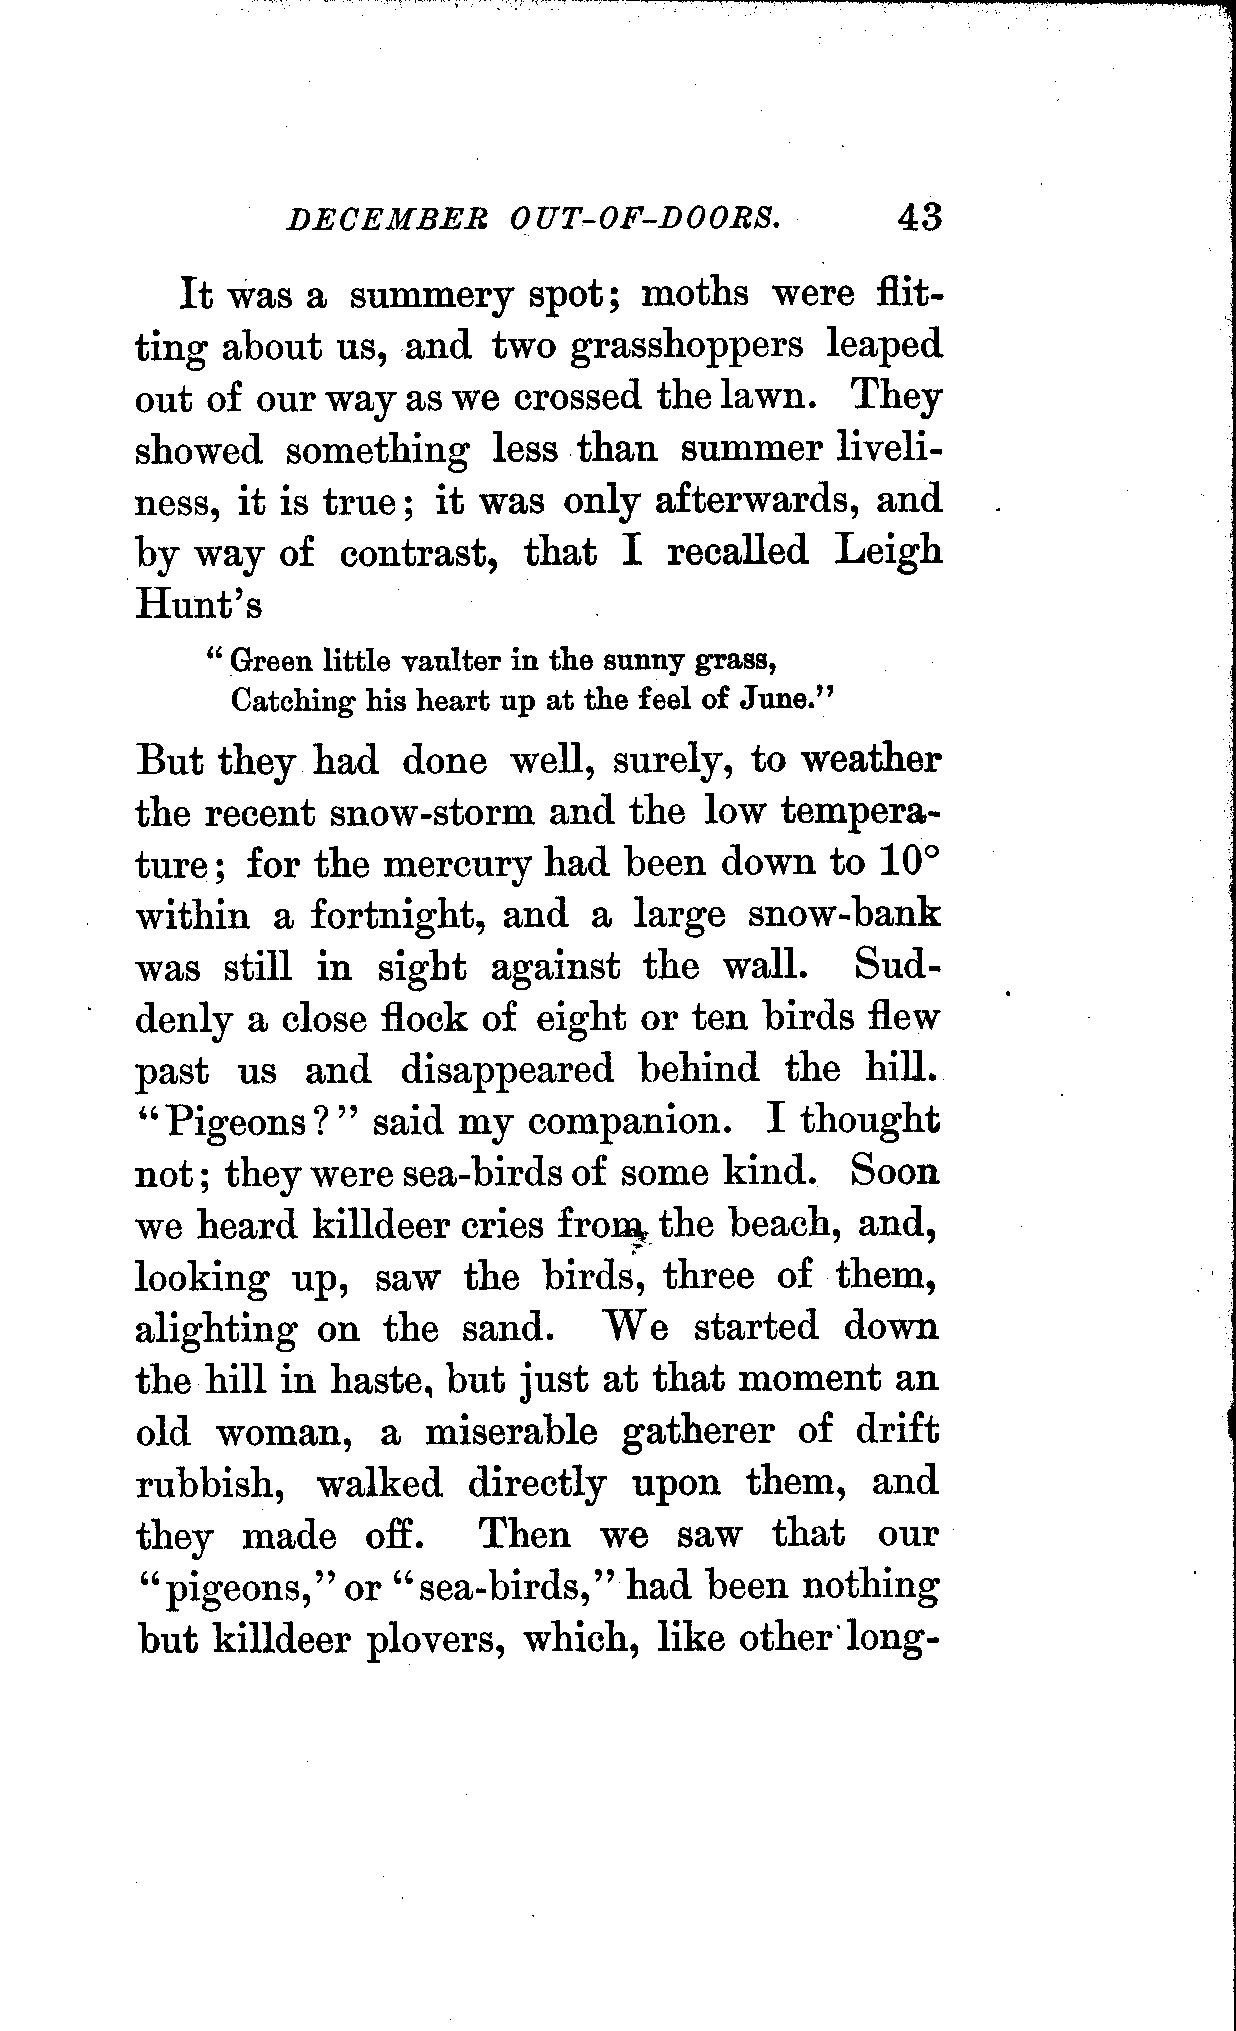 DECEMBER OUT-OF-DOORS. 43
It was a summery spot; moths were flit-
ting about us, and two grasshoppers leaped
out of our way as we crossed the lawn. They
showed something less than summer liveli-
ness, it is true; it was only afterwards, and
by way of contrast, that I recalled Leigh
Hunt's
"Green little vaulter in the sunny grass,
Catching his heart up at the feel of June."
But they had done well, surely, to weather
the recent snow-storm and the low tempera-
ture; for the mercury had been down to 10°
within a fortnight, and a large snow-bank
was still in sight against the wall. Sud-
denly a close flock of eight or ten birds flew
past us and disappeared behind the hill.
"Pigeons?" said my companion. I thought
not; they were sea-birds of some kind. Soon
we heard killdeer cries from the beach, and,
looking up, saw the birds, three of them,
alighting on the sand. We started down
the hill in haste, but just at that moment an
old woman, a miserable gatherer of drift
rubbish, walked directly upon them, and
they made off. Then we saw that our
"pigeons," or "sea-birds," had been nothing
but killdeer plovers, which, like other long-